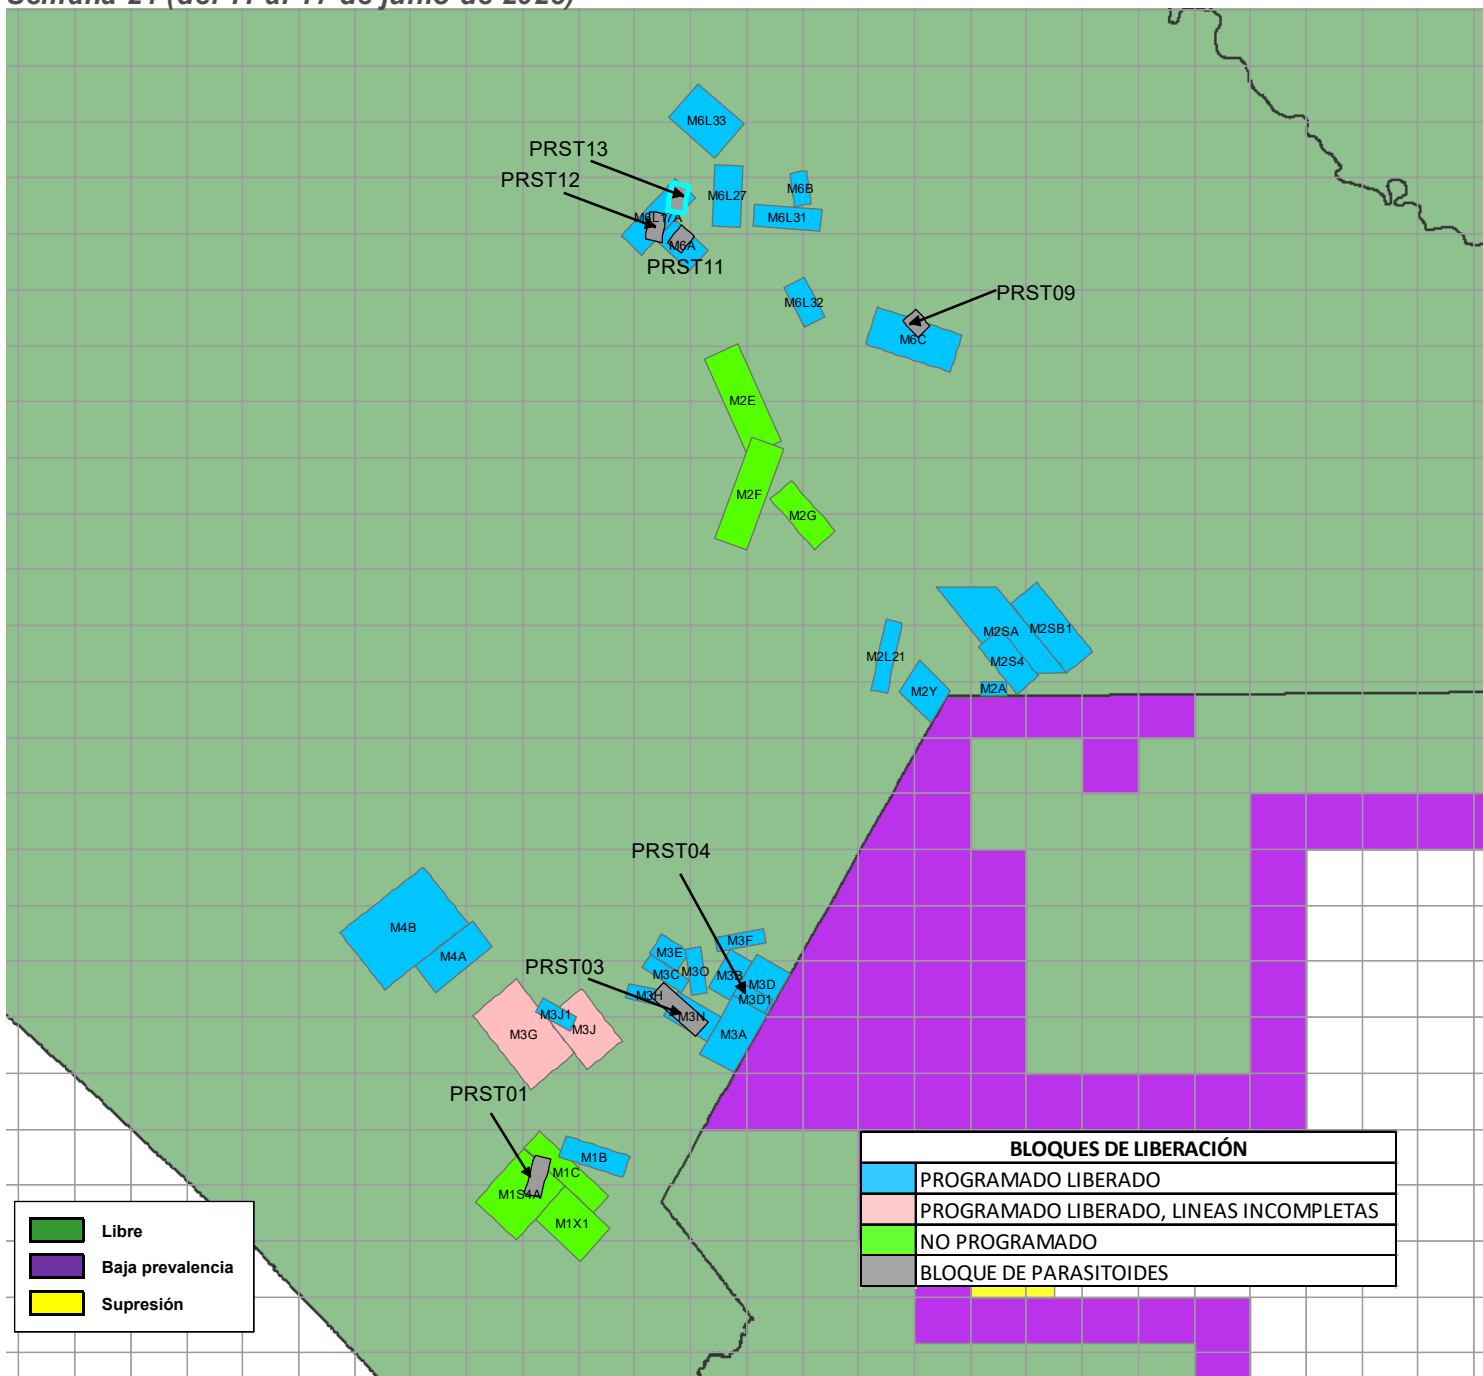 M6L33
PRST13
PRST12
M6L27
M6B
M6L31
M6L17A
M6A
PRST11
M6L32
PRST09
M6C
M2E
M2F
M2G
M2SA
M2SB1
M2L21
M2S4
M2Y
M2A
PRST04
M4B
M4A
M3F
M3E
PRST03
M3C
M3O
M3B
M3D
M3H
M3D1
M3J1
M3N
M3G
M3J
M3A
PRST01
M1B
M1C
M1S4A
M1X1
BLOQUES DE LIBERACIÓN
PROGRAMADO LIBERADO
PROGRAMADO LIBERADO, LINEAS INCOMPLETAS
NO PROGRAMADO
BLOQUE DE PARASITOIDES
Libre
Baja prevalencia
Supresión